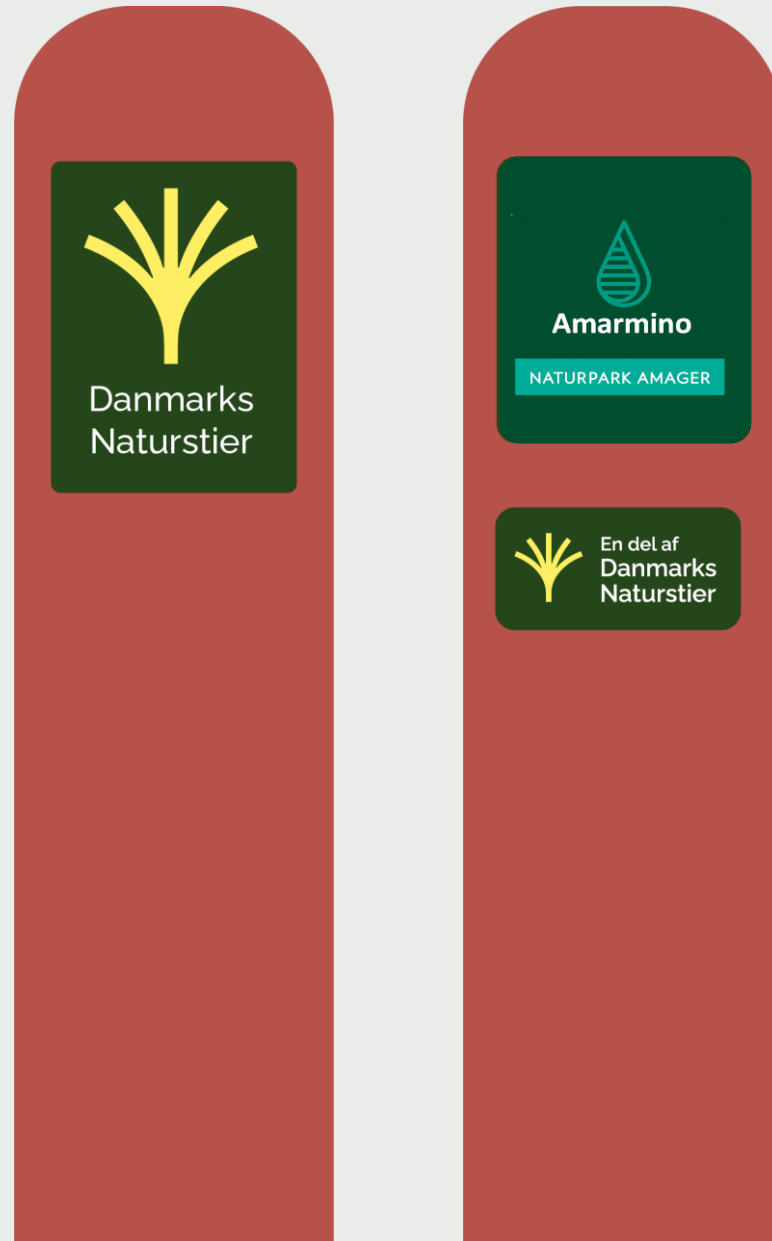 Danmarks
Naturstier
Amarmino
NATURPARK AMAGER
En del af
Danmarks
Naturstier